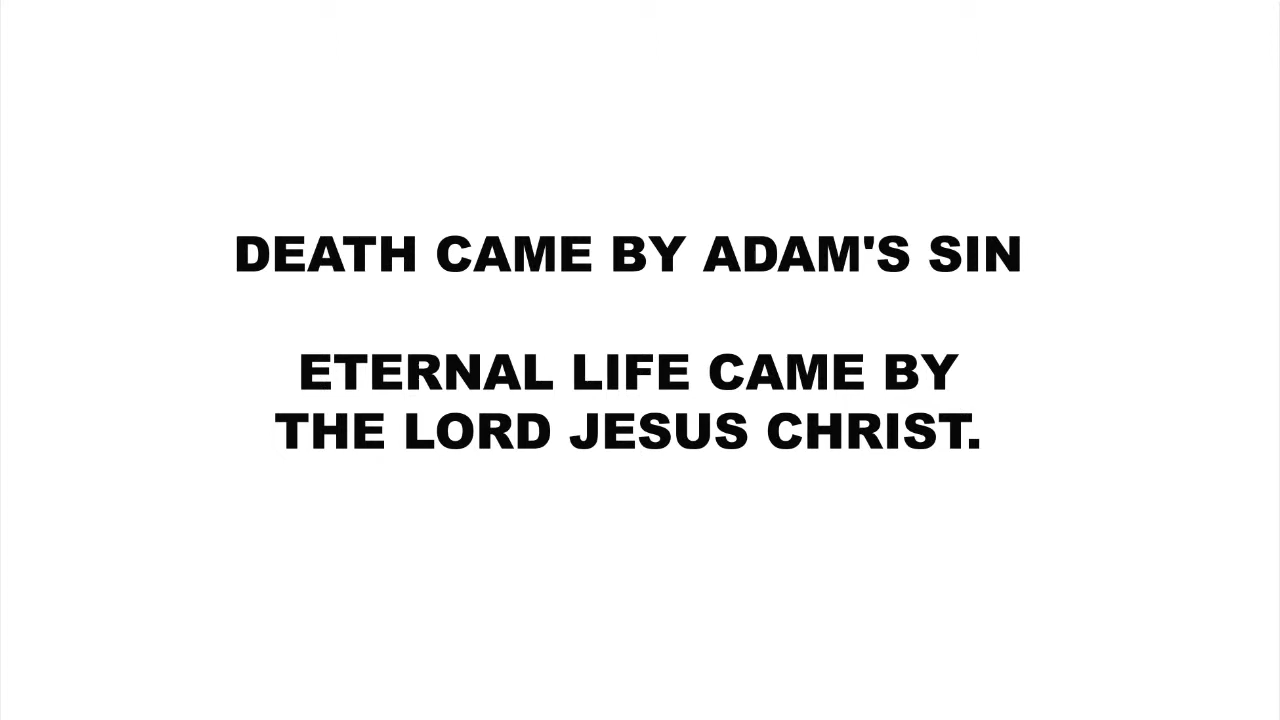 DEATH CAME BY ADAM'S SIN
ETERNAL LIFE CAME BY
THE LORD JESUS CHRIST.